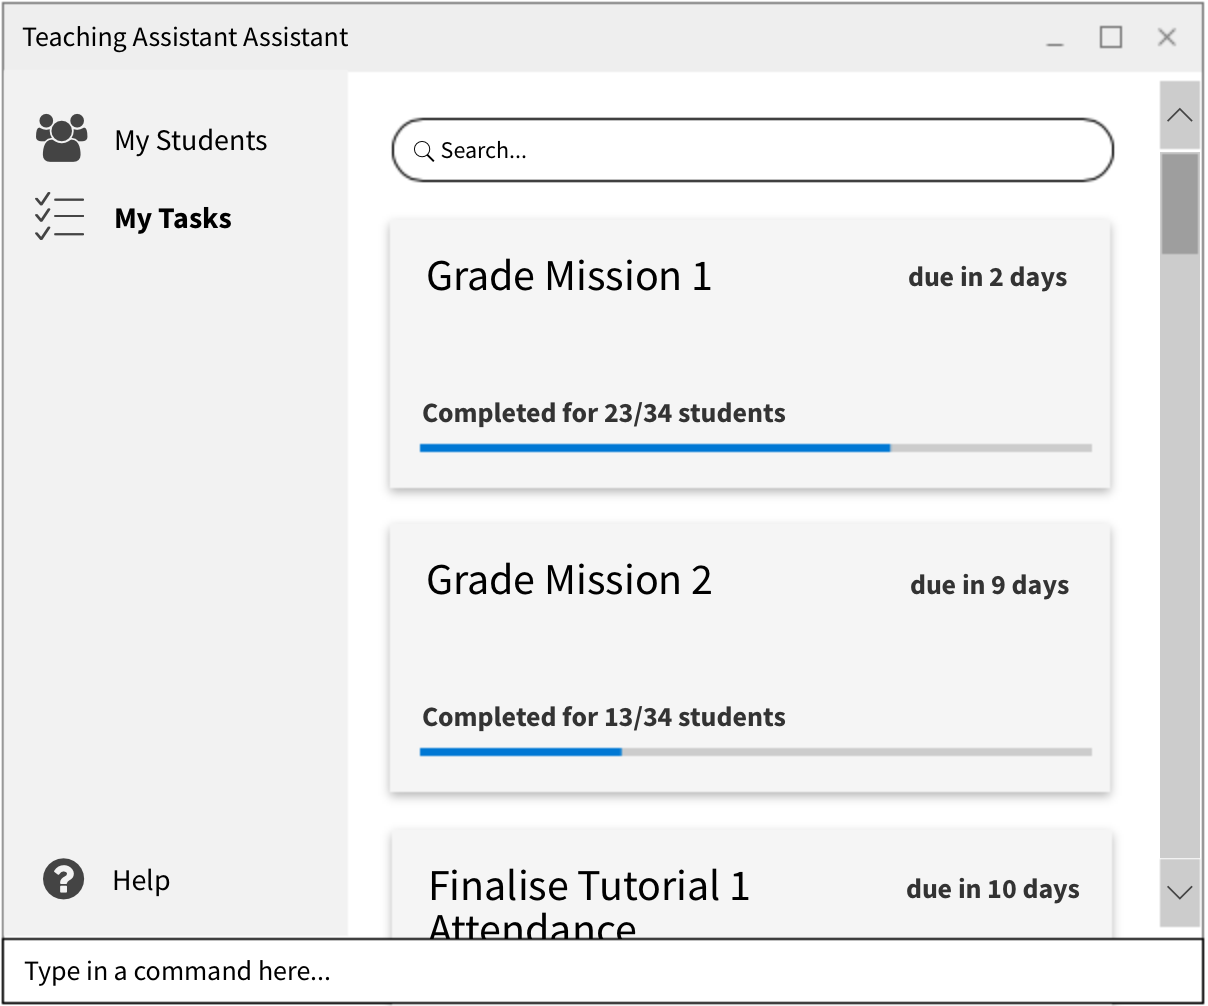 Teaching Assistant Assistant
My Students
My Tasks
Search...
Grade Mission 1
due in 2 days
Completed for 23/34 students
Grade Mission 2
due in 9 days
Completed for 13/34 students
Finalise Tutorial 1
Attendance
due in 10 days
Help
Type in a command here...